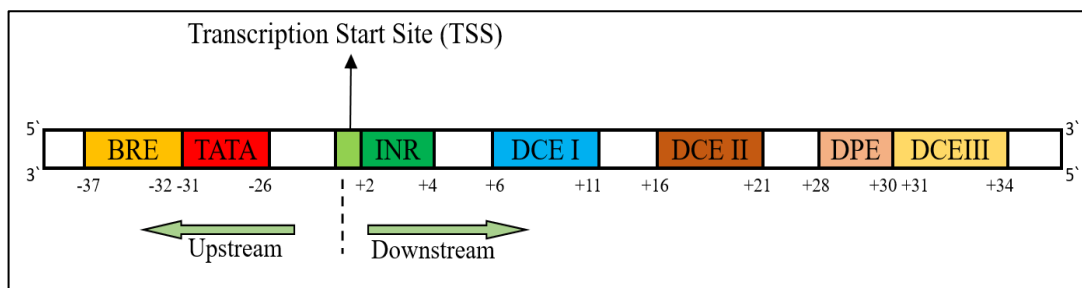 Transcription Start Site (TSS)
5` 3`
BRE TATA INR DCE I DCE II DPE DCEIII
3` 5`
-37 -32 -31 -26 +2 +4 +6 +11 +16 +21 +28 +30 +31 +34
Upstream Downstream